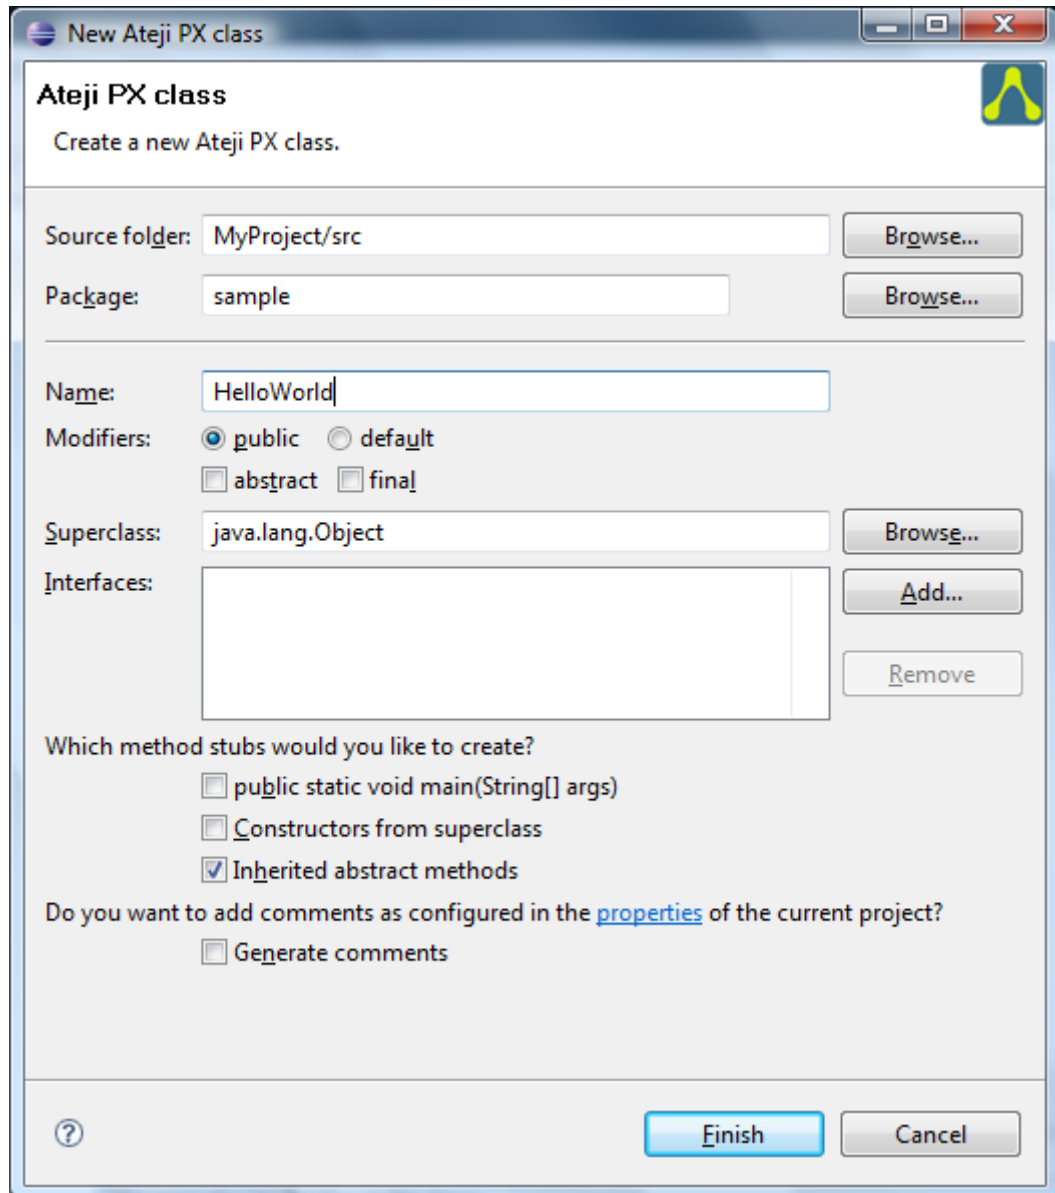 New Ateji PX class
Ateji PX class
Create a new Ateji PX class.
Source folder: MyProject/src Browse...
Package: sample Browse...
Name: HelloWorld
Modifiers: public default
abstract final
Superclass: java.lang.Object Browse...
Interfaces: Add...
Remove
Which method stubs would you like to create?
public static void main(String[] args)
Constructors from superclass
Inherited abstract methods
Do you want to add comments as configured in the properties of the current project?
Generate comments
? Finish Cancel